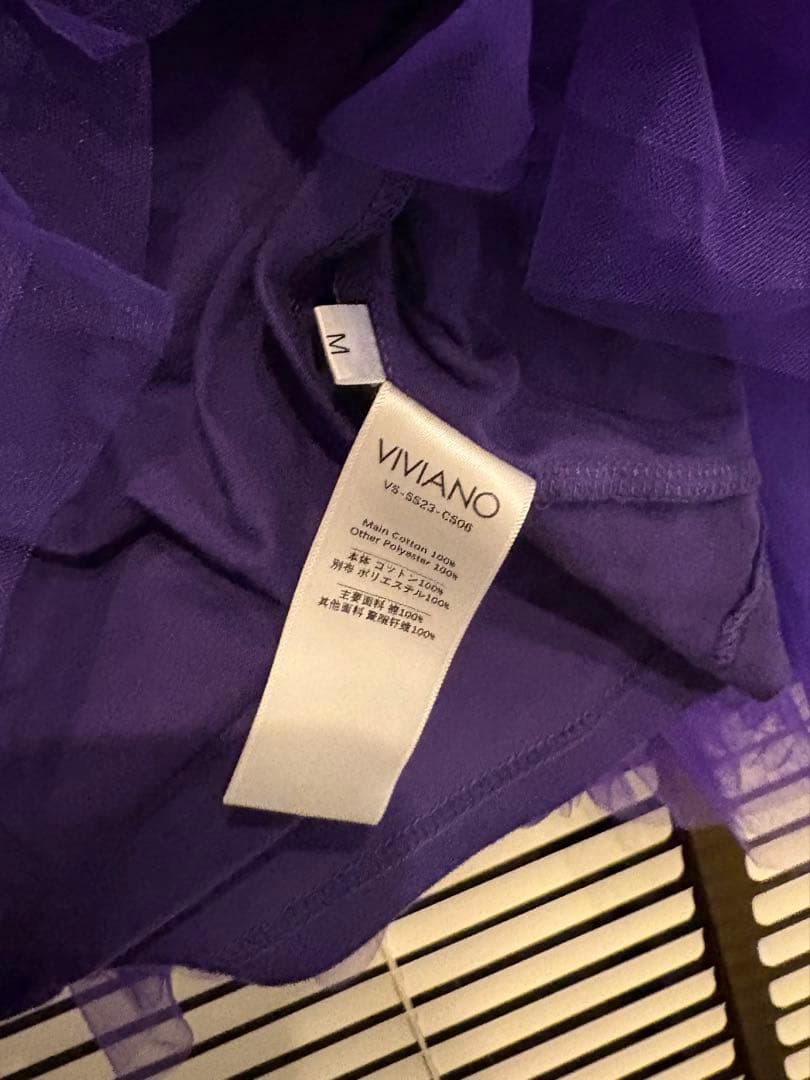 M
VIVIANO
VS-SS23-CS06
Main Cotton 100%
Other Polyester 100%
本体 コットン100%
別布 ポリエステル100%
主要面料 棉100%
其他面料 聚酯纤维100%